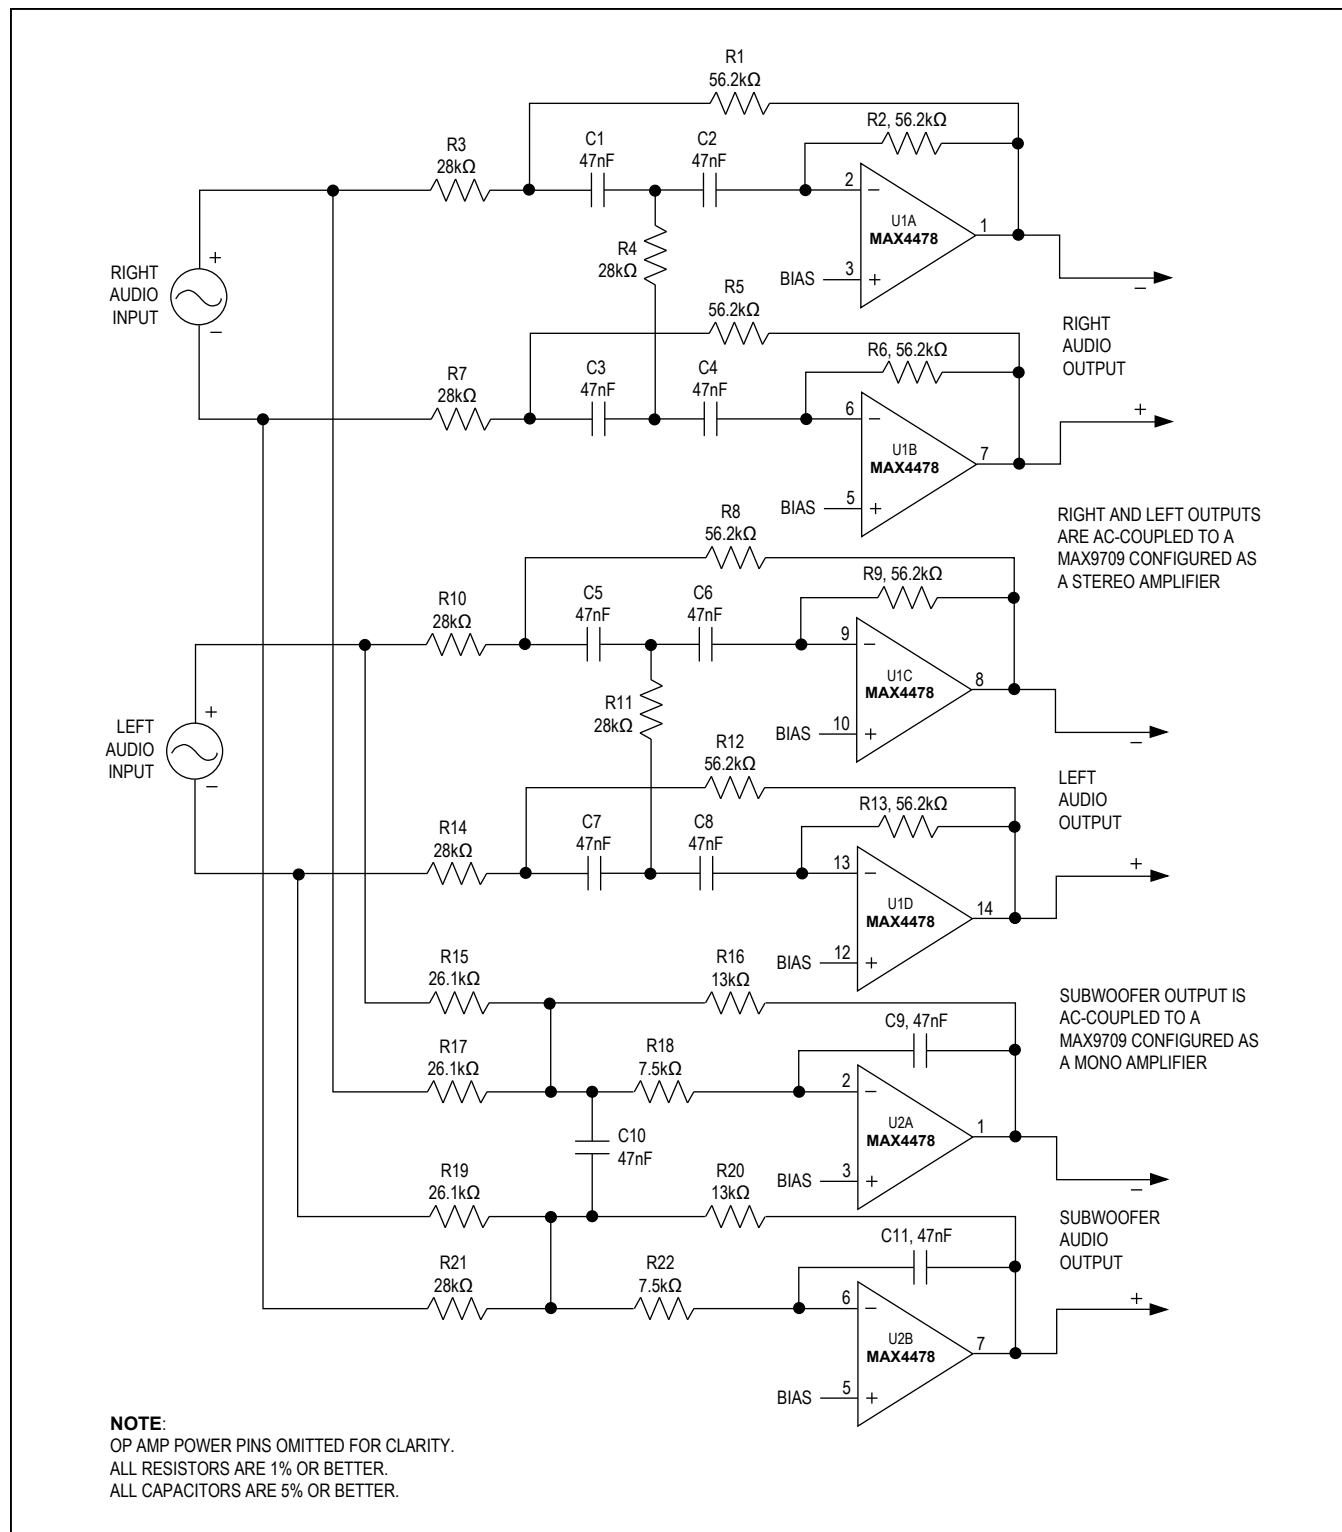 R1
56.2kΩ
R2, 56.2kΩ
R3
28kΩ
C1
47nF
C2
47nF
2
−
U1A
MAX4478
1
R4
28kΩ
BIAS
3
+
−
RIGHT
AUDIO
INPUT
+
−
R5
56.2kΩ
RIGHT
AUDIO
OUTPUT
R6, 56.2kΩ
R7
28kΩ
C3
47nF
C4
47nF
6
−
U1B
MAX4478
7
+
BIAS
5
+
RIGHT AND LEFT OUTPUTS
ARE AC-COUPLED TO A
MAX9709 CONFIGURED AS
A STEREO AMPLIFIER
R8
56.2kΩ
R9, 56.2kΩ
R10
28kΩ
C5
47nF
C6
47nF
9
−
U1C
MAX4478
8
R11
28kΩ
BIAS
10
+
−
LEFT
AUDIO
INPUT
+
−
R12
56.2kΩ
LEFT
AUDIO
OUTPUT
R13, 56.2kΩ
R14
28kΩ
C7
47nF
C8
47nF
13
−
U1D
MAX4478
14
+
BIAS
12
+
R15
26.1kΩ
R16
13kΩ
SUBWOOFER OUTPUT IS
AC-COUPLED TO A
MAX9709 CONFIGURED AS
A MONO AMPLIFIER
C9, 47nF
R17
26.1kΩ
R18
7.5kΩ
2
−
U2A
MAX4478
1
C10
47nF
BIAS
3
+
−
R19
26.1kΩ
R20
13kΩ
SUBWOOFER
AUDIO
OUTPUT
C11, 47nF
R21
28kΩ
R22
7.5kΩ
6
−
U2B
MAX4478
7
+
BIAS
5
+
NOTE:
OP AMP POWER PINS OMITTED FOR CLARITY.
ALL RESISTORS ARE 1% OR BETTER.
ALL CAPACITORS ARE 5% OR BETTER.